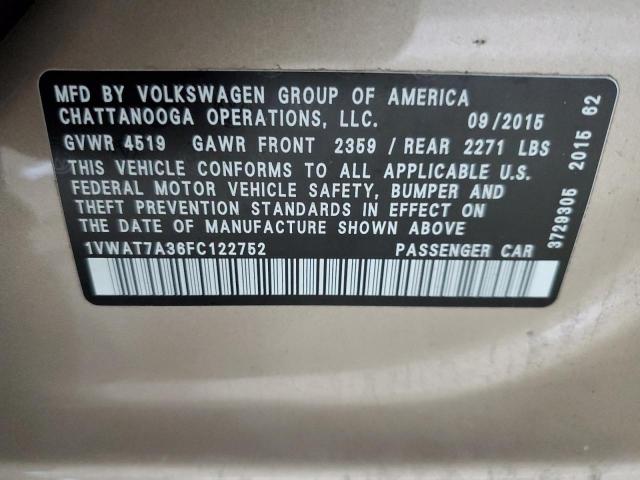 MFD BY VOLKSWAGEN GROUP OF AMERICA
CHATTANOOGA OPERATIONS, LLC. 09/2015
GVWR 4519 GAWR FRONT 2359 / REAR 2271 LBS
THIS VEHICLE CONFORMS TO ALL APPLICABLE U.S.
FEDERAL MOTOR VEHICLE SAFETY, BUMPER AND
THEFT PREVENTION STANDARDS IN EFFECT ON
THE DATE OF MANUFACTURE SHOWN ABOVE
1VWAT7A36FC122752 PASSENGER CAR
3729305 2015 62